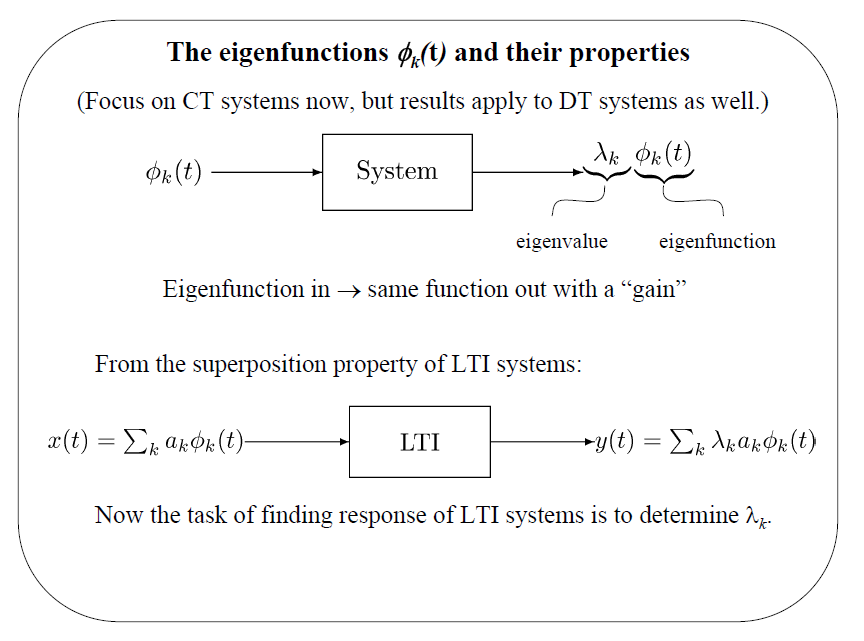 The eigenfunctions ϕₖ(t) and their properties
(Focus on CT systems now, but results apply to DT systems as well.)
ϕₖ(t) System λₖ ϕₖ(t)
eigenvalue eigenfunction
Eigenfunction in → same function out with a “gain”
From the superposition property of LTI systems:
x(t) = ∑ₖ aₖϕₖ(t) LTI y(t) = ∑ₖ λₖaₖϕₖ(t)
Now the task of finding response of LTI systems is to determine λₖ.